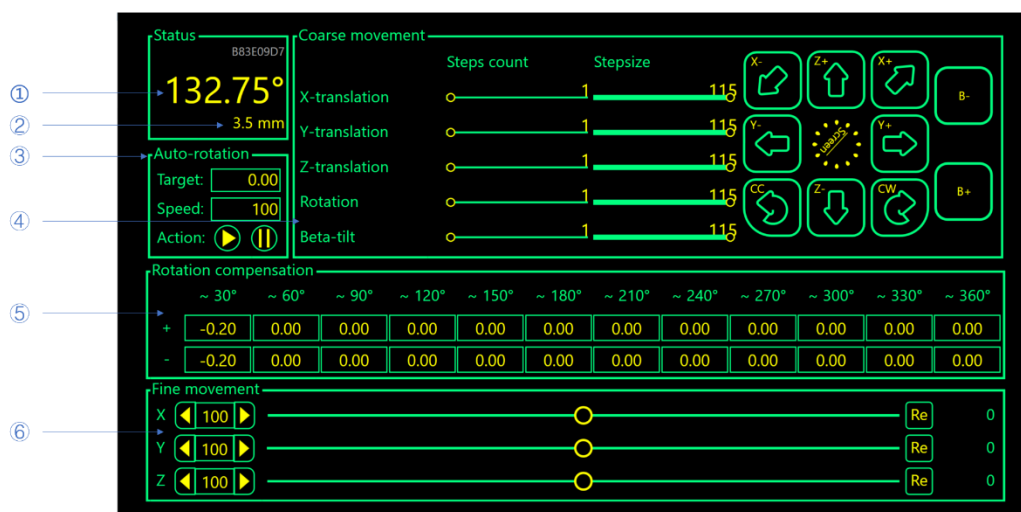 Status
B83E09D7
① 132.75°
② 3.5 mm
③ Auto-rotation
Target: 0.00
Speed: 100
Action:
④
Coarse movement
Steps count Stepsize
X-translation 1 115
Y-translation 1 115
Z-translation 1 115
Rotation 1 115
Beta-tilt 1 115
X- Z+ X+ B-
Y- Screen Y+
CC Z- CW B+
Rotation compensation
~ 30° ~ 60° ~ 90° ~ 120° ~ 150° ~ 180° ~ 210° ~ 240° ~ 270° ~ 300° ~ 330° ~ 360°
⑤
+ -0.20 0.00 0.00 0.00 0.00 0.00 0.00 0.00 0.00 0.00 0.00 0.00
- -0.20 0.00 0.00 0.00 0.00 0.00 0.00 0.00 0.00 0.00 0.00 0.00
Fine movement
X 100 Re 0
⑥
Y 100 Re 0
Z 100 Re 0